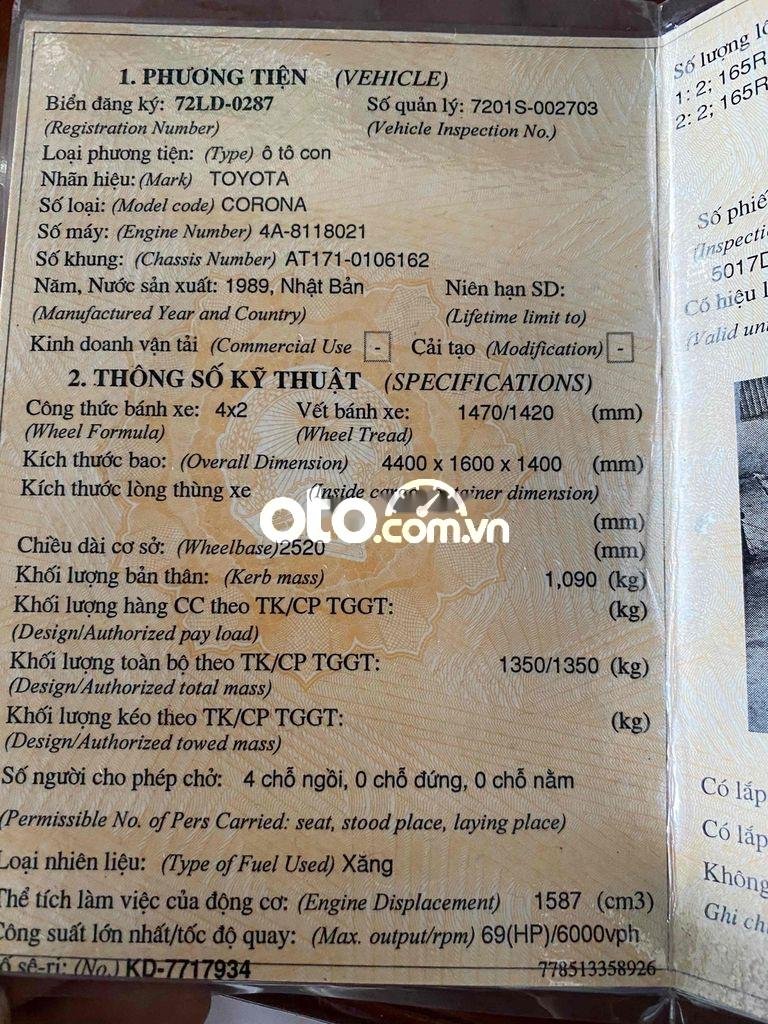 1. PHƯƠNG TIỆN (VEHICLE)
Biển đăng ký: 72LD-0287 Số quản lý: 7201S-002703
(Registration Number) (Vehicle Inspection No.)
Loại phương tiện: (Type) ô tô con
Nhãn hiệu: (Mark) TOYOTA
Số loại: (Model code) CORONA
Số máy: (Engine Number) 4A-8118021
Số khung: (Chassis Number) AT171-0106162
Năm, Nước sản xuất: 1989, Nhật Bản Niên hạn SD:
(Manufactured Year and Country) (Lifetime limit to)
Kinh doanh vận tải (Commercial Use - Cải tạo (Modification) -
2. THÔNG SỐ KỸ THUẬT (SPECIFICATIONS)
Công thức bánh xe: 4x2 Vết bánh xe: 1470/1420 (mm)
(Wheel Formula) (Wheel Tread)
Kích thước bao: (Overall Dimension) 4400 x 1600 x 1400 (mm)
Kích thước lòng thùng xe (Inside dimension)
(mm)
oto.com.vn
Chiều dài cơ sở: (Wheelbase)2520 (mm)
Khối lượng bản thân: (Kerb mass) 1,090 (kg)
Khối lượng hàng CC theo TK/CP TGGT: (kg)
(Design/Authorized pay load)
Khối lượng toàn bộ theo TK/CP TGGT: 1350/1350 (kg)
(Design/Authorized total mass)
Khối lượng kéo theo TK/CP TGGT: (kg)
(Design/Authorized towed mass)
Số người cho phép chở: 4 chỗ ngồi, 0 chỗ đứng, 0 chỗ nằm
(Permissible No. of Pers Carried: seat, stood place, laying place)
Loại nhiên liệu: (Type of Fuel Used) Xăng
Thể tích làm việc của động cơ: (Engine Displacement) 1587 (cm3)
Công suất lớn nhất/tốc độ quay: (Max. output/rpm) 69(HP)/6000vph
Số sê-ri: (No.) KD-7717934 778513358926
Số lượng
1: 2; 165R
2: 2; 165R
Số
5017D
Có hiệu
(Valid
Có lắp
Có lắp
Không
Ghi